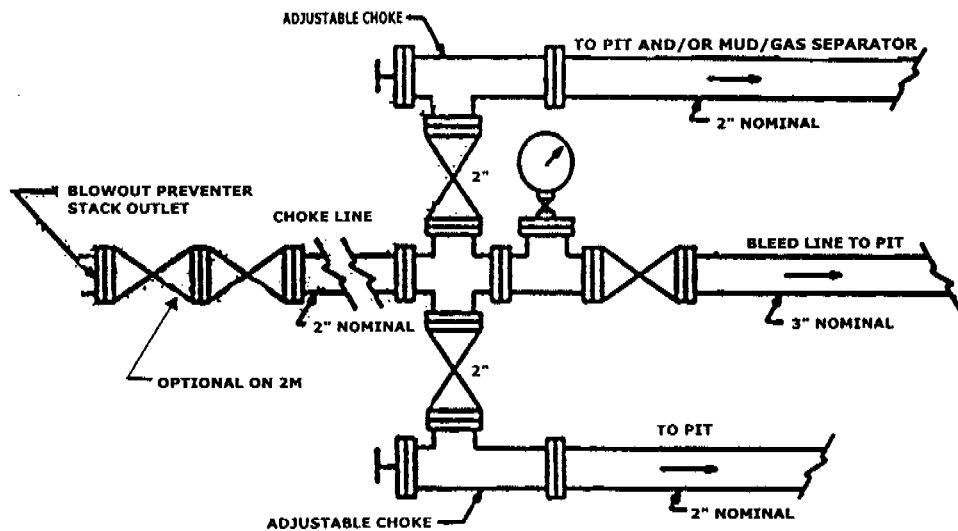 ADJUSTABLE CHOKE
TO PIT AND/OR MUD/GAS SEPARATOR
2" NOMINAL
2"
BLOWOUT PREVENTER
STACK OUTLET
CHOKE LINE
BLEED LINE TO PIT
2" NOMINAL
3" NOMINAL
2"
OPTIONAL ON 2M
TO PIT
2" NOMINAL
ADJUSTABLE CHOKE